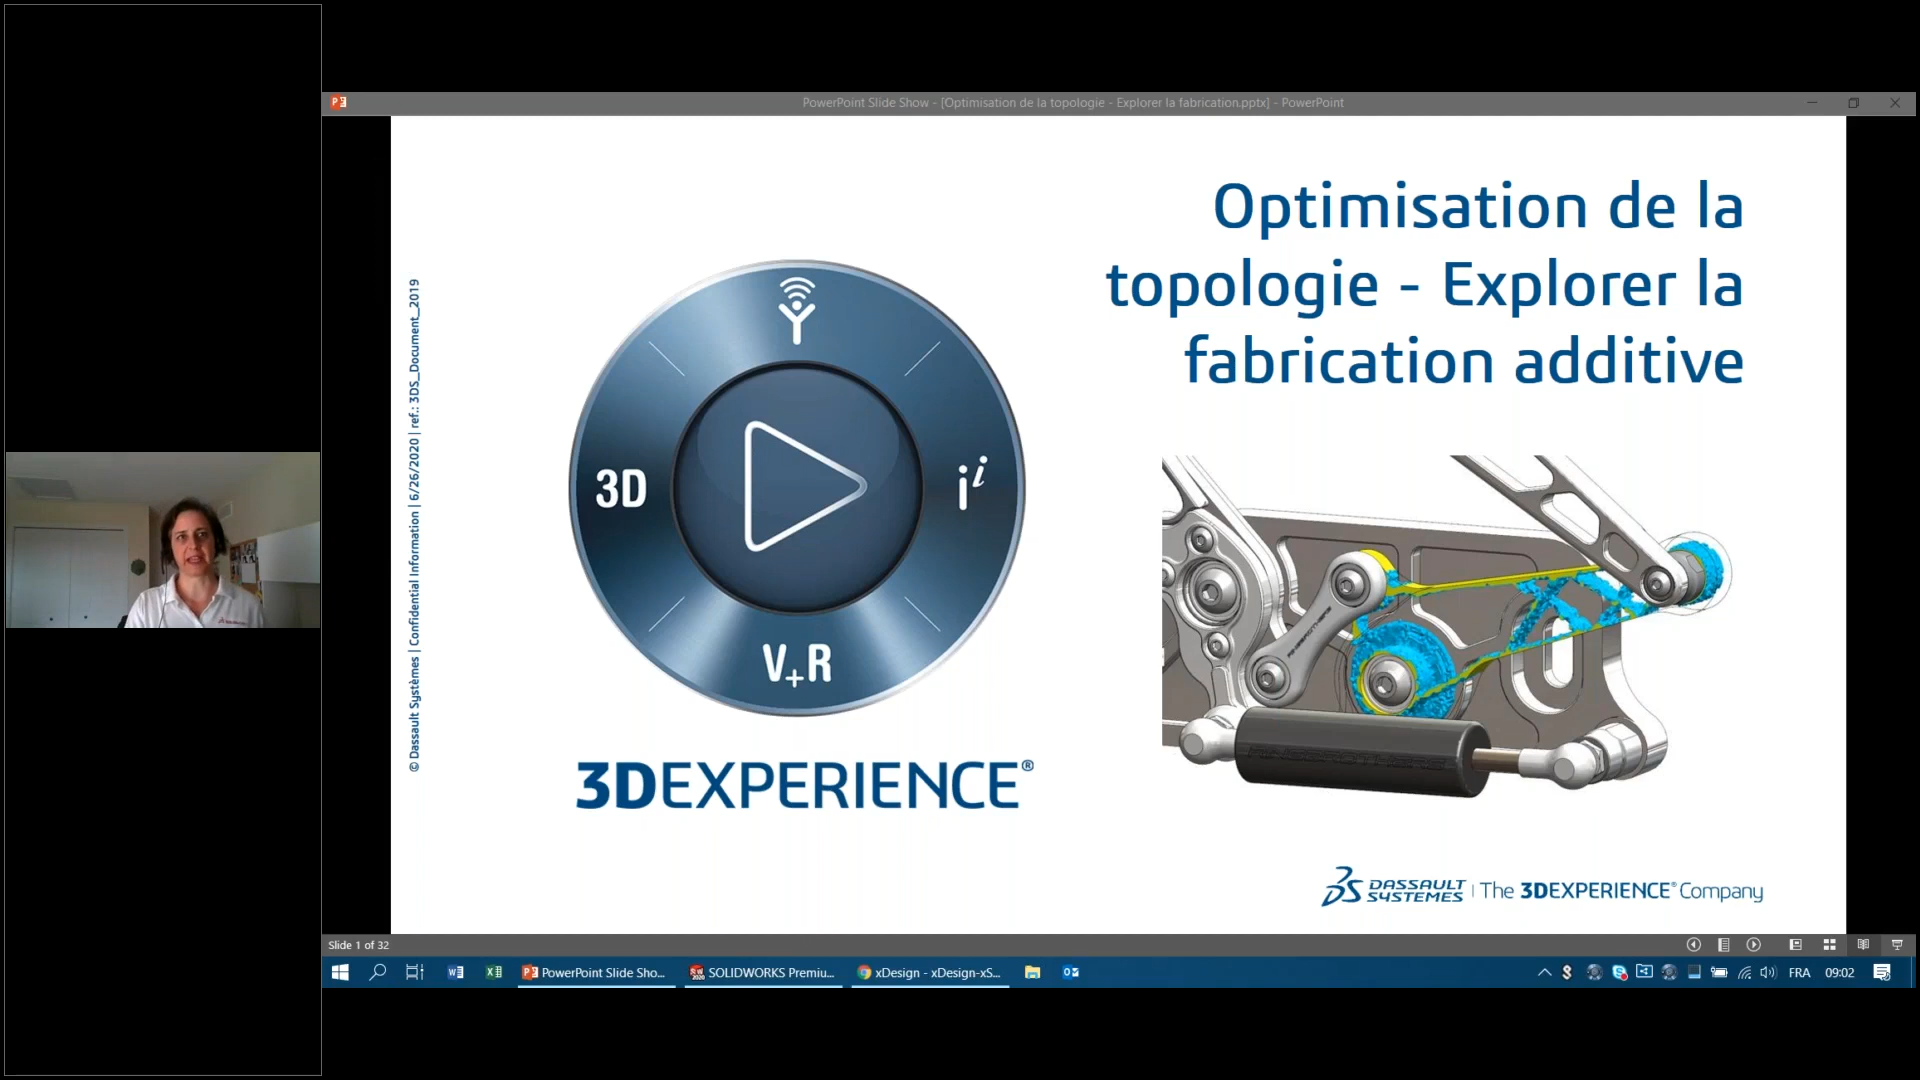 PowerPoint Slide Show - [Optimisation de la topologie - Explorer la fabrication.pptx] - PowerPoint
Optimisation de la
topologie - Explorer la
fabrication additive
© Dassault Systèmes | Confidential Information | 6/26/2020 | ref.: 3DS_Document_2019
3D
i i
V+R
3DEXPERIENCE®
DASSAULT
SYSTEMES | The 3DEXPERIENCE® Company
Slide 1 of 32
PowerPoint Slide Sho...
SOLIDWORKS Premiu...
xDesign - xDesign-xS...
FRA
09:02